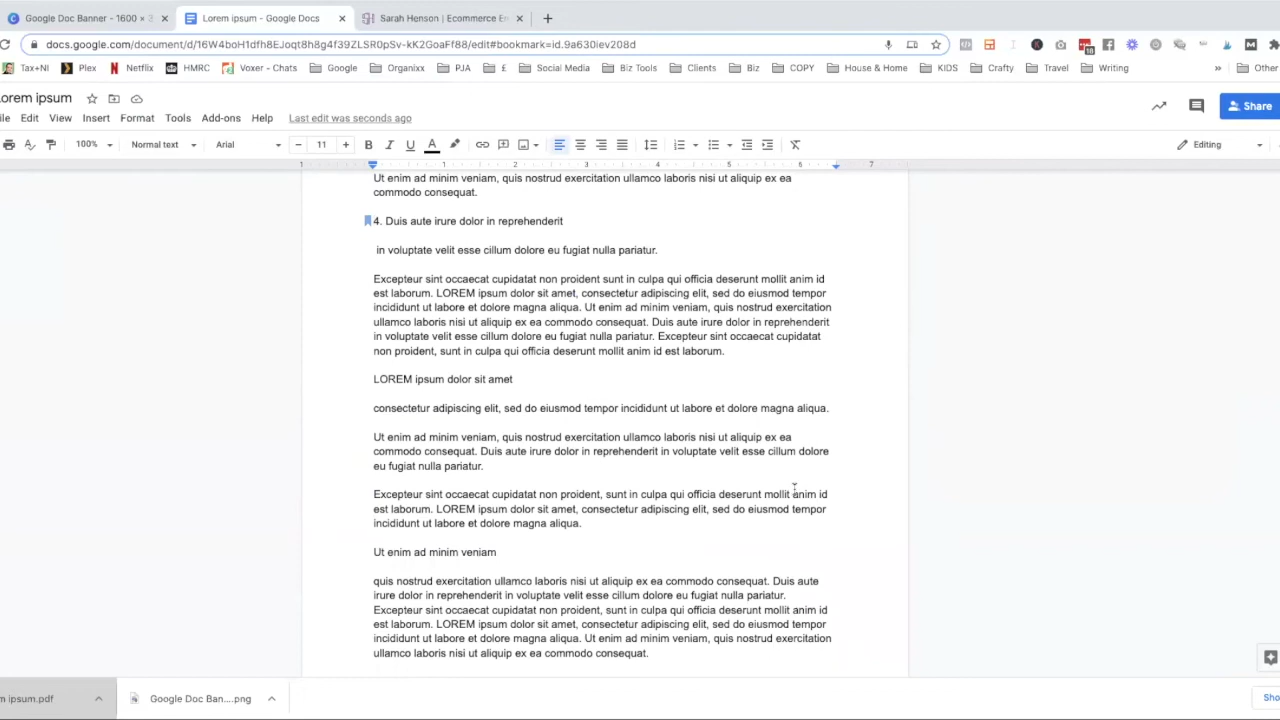 Google Doc Banner - 1600 ×
Lorem ipsum - Google Docs
Sarah Henson | Ecommerce
docs.google.com/document/d/16W4boH1dfh8EJoqt8h8g4f39ZLSR0pSv-kK2GoaFf88/edit#bookmark=id.9a630iev208d
Tax+NI Plex Netflix HMRC Voxer - Chats Google Organixx PJA £ Social Media Biz Tools Clients Biz COPY House & Home KIDS Crafty Travel Writing » Other
orem ipsum
ile Edit View Insert Format Tools Add-ons Help Last edit was seconds ago
Share
100% Normal text Arial - 11 + B I U A Editing
1 1 2 3 4 5 6 7
Ut enim ad minim veniam, quis nostrud exercitation ullamco laboris nisi ut aliquip ex ea
commodo consequat.
4. Duis aute irure dolor in reprehenderit
in voluptate velit esse cillum dolore eu fugiat nulla pariatur.
Excepteur sint occaecat cupidatat non proident sunt in culpa qui officia deserunt mollit anim id
est laborum. LOREM ipsum dolor sit amet, consectetur adipiscing elit, sed do eiusmod tempor
incididunt ut labore et dolore magna aliqua. Ut enim ad minim veniam, quis nostrud exercitation
ullamco laboris nisi ut aliquip ex ea commodo consequat. Duis aute irure dolor in reprehenderit
in voluptate velit esse cillum dolore eu fugiat nulla pariatur. Excepteur sint occaecat cupidatat
non proident, sunt in culpa qui officia deserunt mollit anim id est laborum.
LOREM ipsum dolor sit amet
consectetur adipiscing elit, sed do eiusmod tempor incididunt ut labore et dolore magna aliqua.
Ut enim ad minim veniam, quis nostrud exercitation ullamco laboris nisi ut aliquip ex ea
commodo consequat. Duis aute irure dolor in reprehenderit in voluptate velit esse cillum dolore
eu fugiat nulla pariatur.
Excepteur sint occaecat cupidatat non proident, sunt in culpa qui officia deserunt mollit anim id
est laborum. LOREM ipsum dolor sit amet, consectetur adipiscing elit, sed do eiusmod tempor
incididunt ut labore et dolore magna aliqua.
Ut enim ad minim veniam
quis nostrud exercitation ullamco laboris nisi ut aliquip ex ea commodo consequat. Duis aute
irure dolor in reprehenderit in voluptate velit esse cillum dolore eu fugiat nulla pariatur.
Excepteur sint occaecat cupidatat non proident, sunt in culpa qui officia deserunt mollit anim id
est laborum. LOREM ipsum dolor sit amet, consectetur adipiscing elit, sed do eiusmod tempor
incididunt ut labore et dolore magna aliqua. Ut enim ad minim veniam, quis nostrud exercitation
ullamco laboris nisi ut aliquip ex ea commodo consequat.
m ipsum.pdf
Google Doc Ban....png
Sho